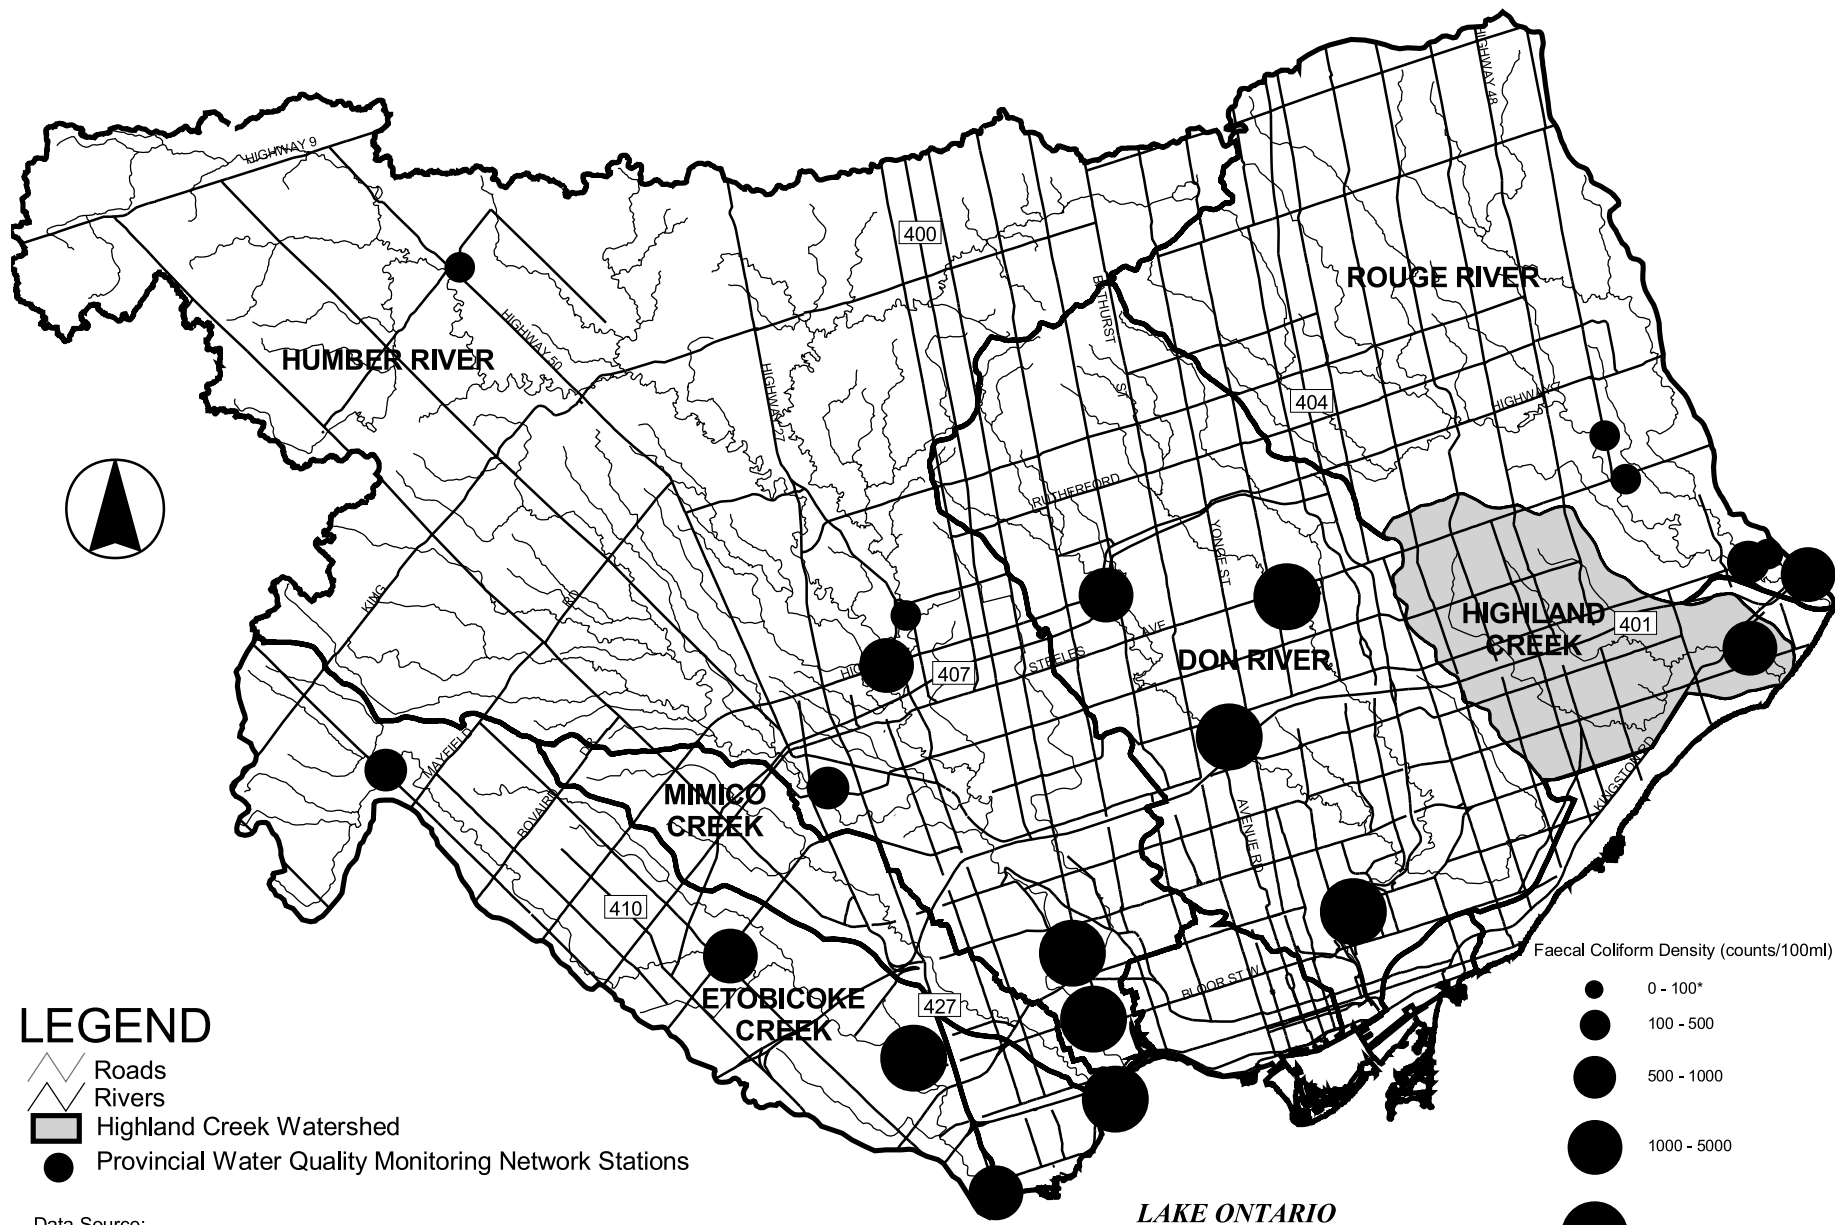 HIGHWAY 48
HIGHWAY 9
400
ROUGE RIVER
BATHURST
ST
HIGHWAY 50
HUMBER RIVER
HIGHWAY 27
404
HIGHWAY 7
RUTHERFORD
YONGE ST
KING
RD
HIGHLAND
CREEK
401
STEELES
AVE
DON RIVER
407
MAYFIELD
DR
BOVAIRD
MIMICO
CREEK
KINGSTON RD
AVENUE RD
410
BLOOR ST W
ETOBICOKE
CREEK
427
Faecal Coliform Density (counts/100ml)
0 - 100*
100 - 500
500 - 1000
1000 - 5000
LEGEND
Roads
Rivers
Highland Creek Watershed
Provincial Water Quality Monitoring Network Stations
LAKE ONTARIO
Data Source: